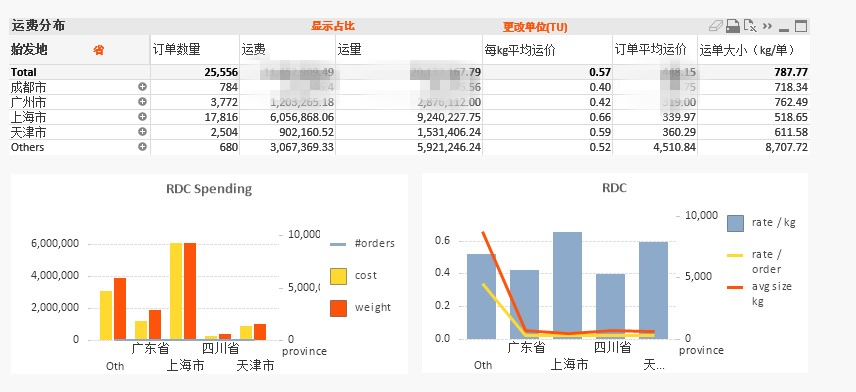 运费分布 显示占比 更改单位(TU)
始发地 省 订单数量 运费 运量 每kg平均运价 订单平均运价 运单大小（kg/单）
Total 25,556 0.57 787.77
成都市 784 0.40 718.34
广州市 3,772 1,203,265.18 2,876,112.00 0.42 319.00 762.49
上海市 17,816 6,056,868.06 9,240,227.75 0.66 339.97 518.65
天津市 2,504 902,160.52 1,531,406.24 0.59 360.29 611.58
Others 680 3,067,369.33 5,921,246.24 0.52 4,510.84 8,707.72
RDC Spending
6,000,000
4,000,000
2,000,000
0
10,000
5,000,
0
#orders
cost
weight
广东省 四川省 province
Oth 上海市 天津市
RDC
0.6
0.4
0.2
0.0
10,000
5,000
0
rate / kg
rate /
order
avg size
kg
广东省 四川省 province
Oth 上海市 天...